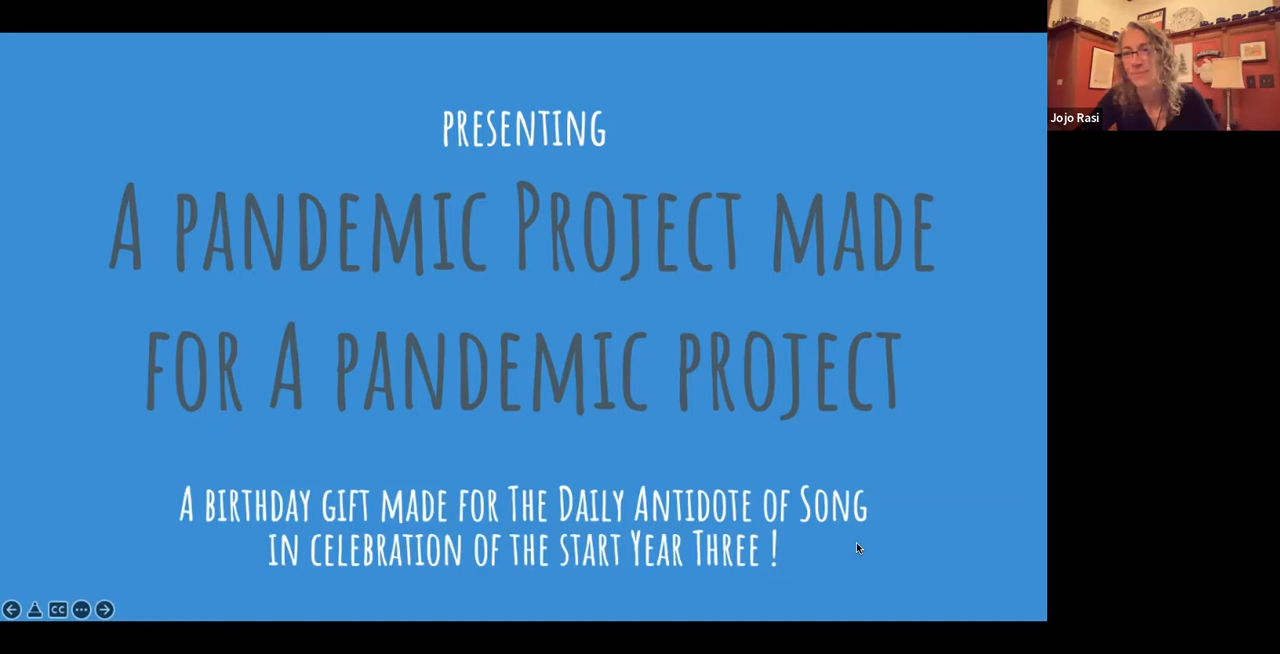 PRESENTING
A PANDEMIC PROJECT MADE
FOR A PANDEMIC PROJECT
A BIRTHDAY GIFT MADE FOR THE DAILY ANTIDOTE OF SONG
IN CELEBRATION OF THE START YEAR THREE !
Jojo Rasi
CC